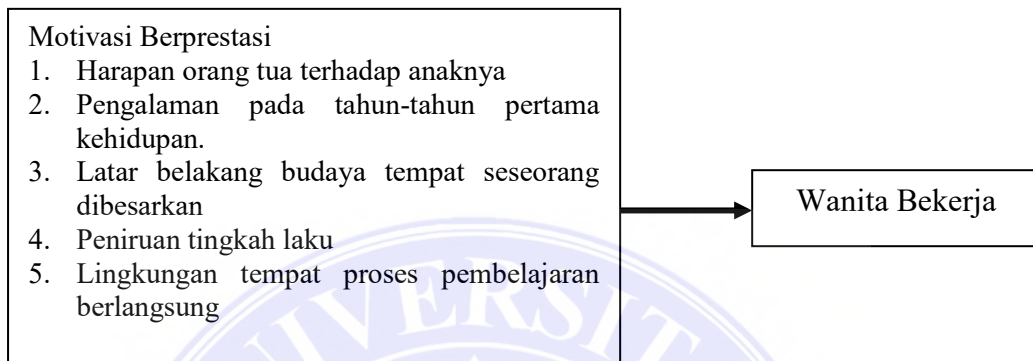 Motivasi Berprestasi
1. Harapan orang tua terhadap anaknya
2. Pengalaman pada tahun-tahun pertama
kehidupan.
3. Latar belakang budaya tempat seseorang
dibesarkan
4. Peniruan tingkah laku
5. Lingkungan tempat proses pembelajaran
berlangsung
Wanita Bekerja